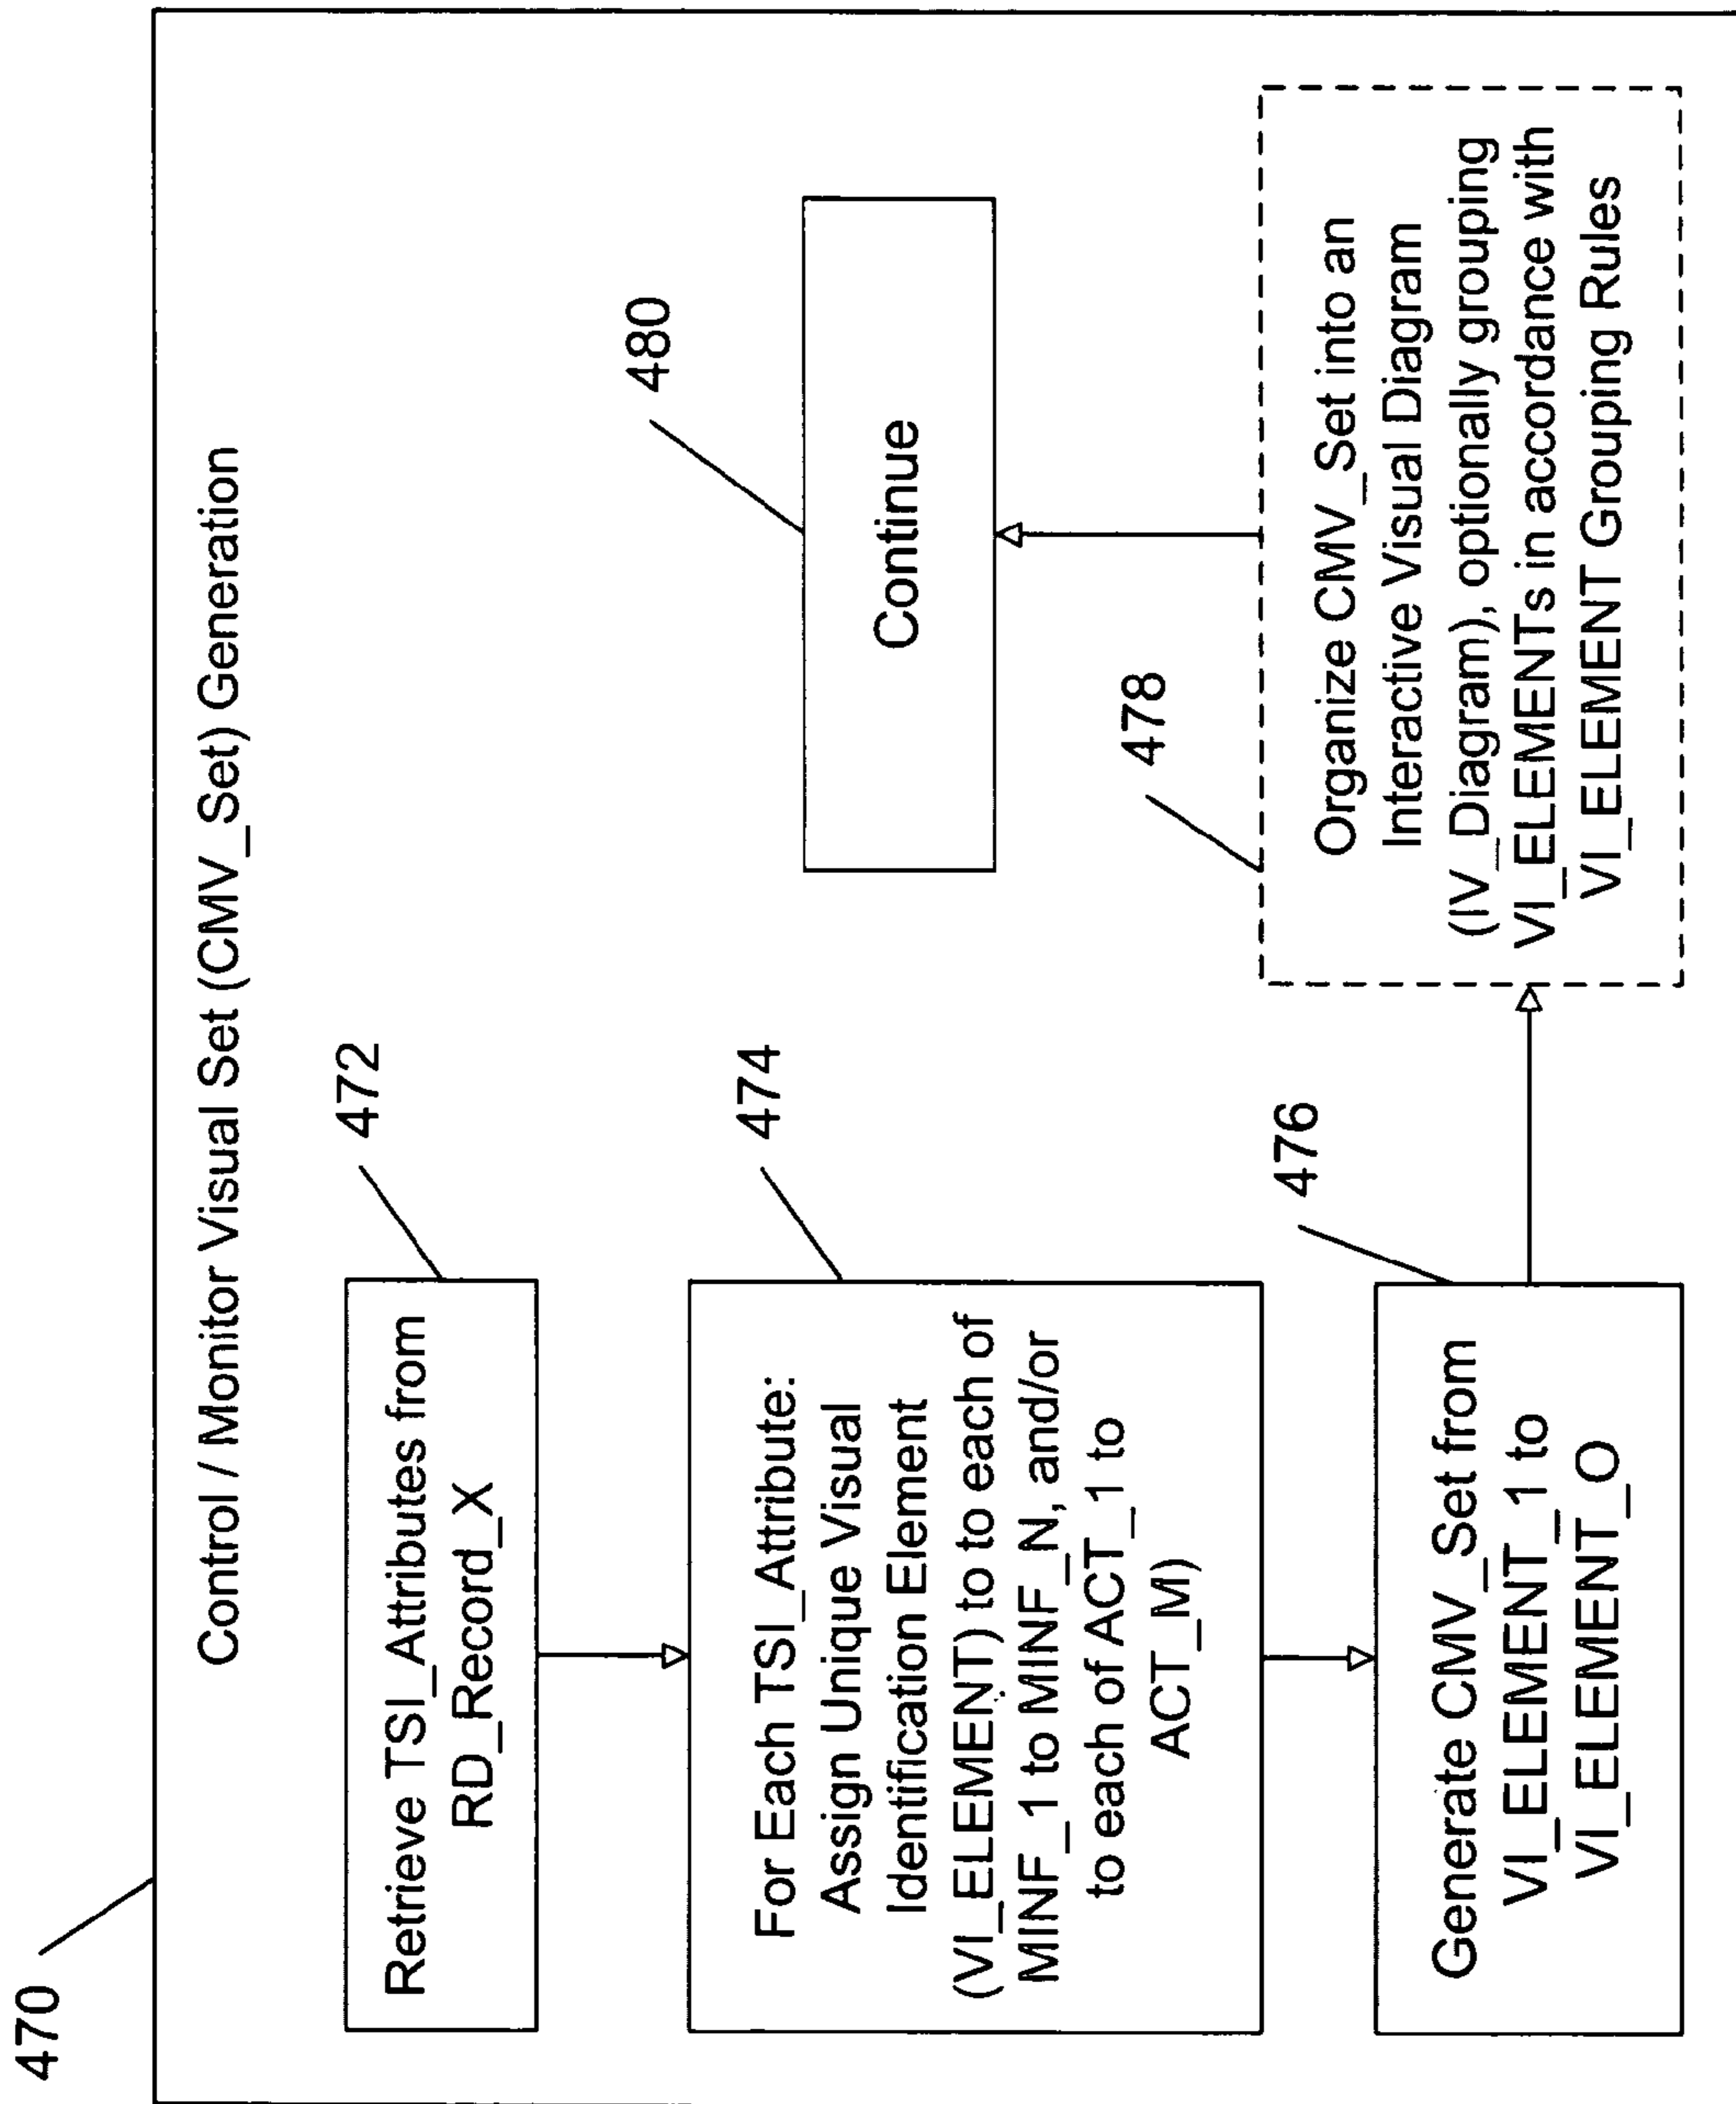 470
Control / Monitor Visual Set (CMV_Set) Generation
472
Retrieve TSI_Attributes from
RD_Record_X
474
For Each TSI_Attribute:
Assign Unique Visual
Identification Element
(VI_ELEMENT) to to each of
MINF_1 to MINF_N, and/or
to each of ACT_1 to
ACT_M)
476
Generate CMV_Set from
VI_ELEMENT_1 to
VI_ELEMENT_O
478
Organize CMV_Set into an
Interactive Visual Diagram
(IV_Diagram), optionally grouping
VI_ELEMENTs in accordance with
VI_ELEMENT Grouping Rules
480
Continue